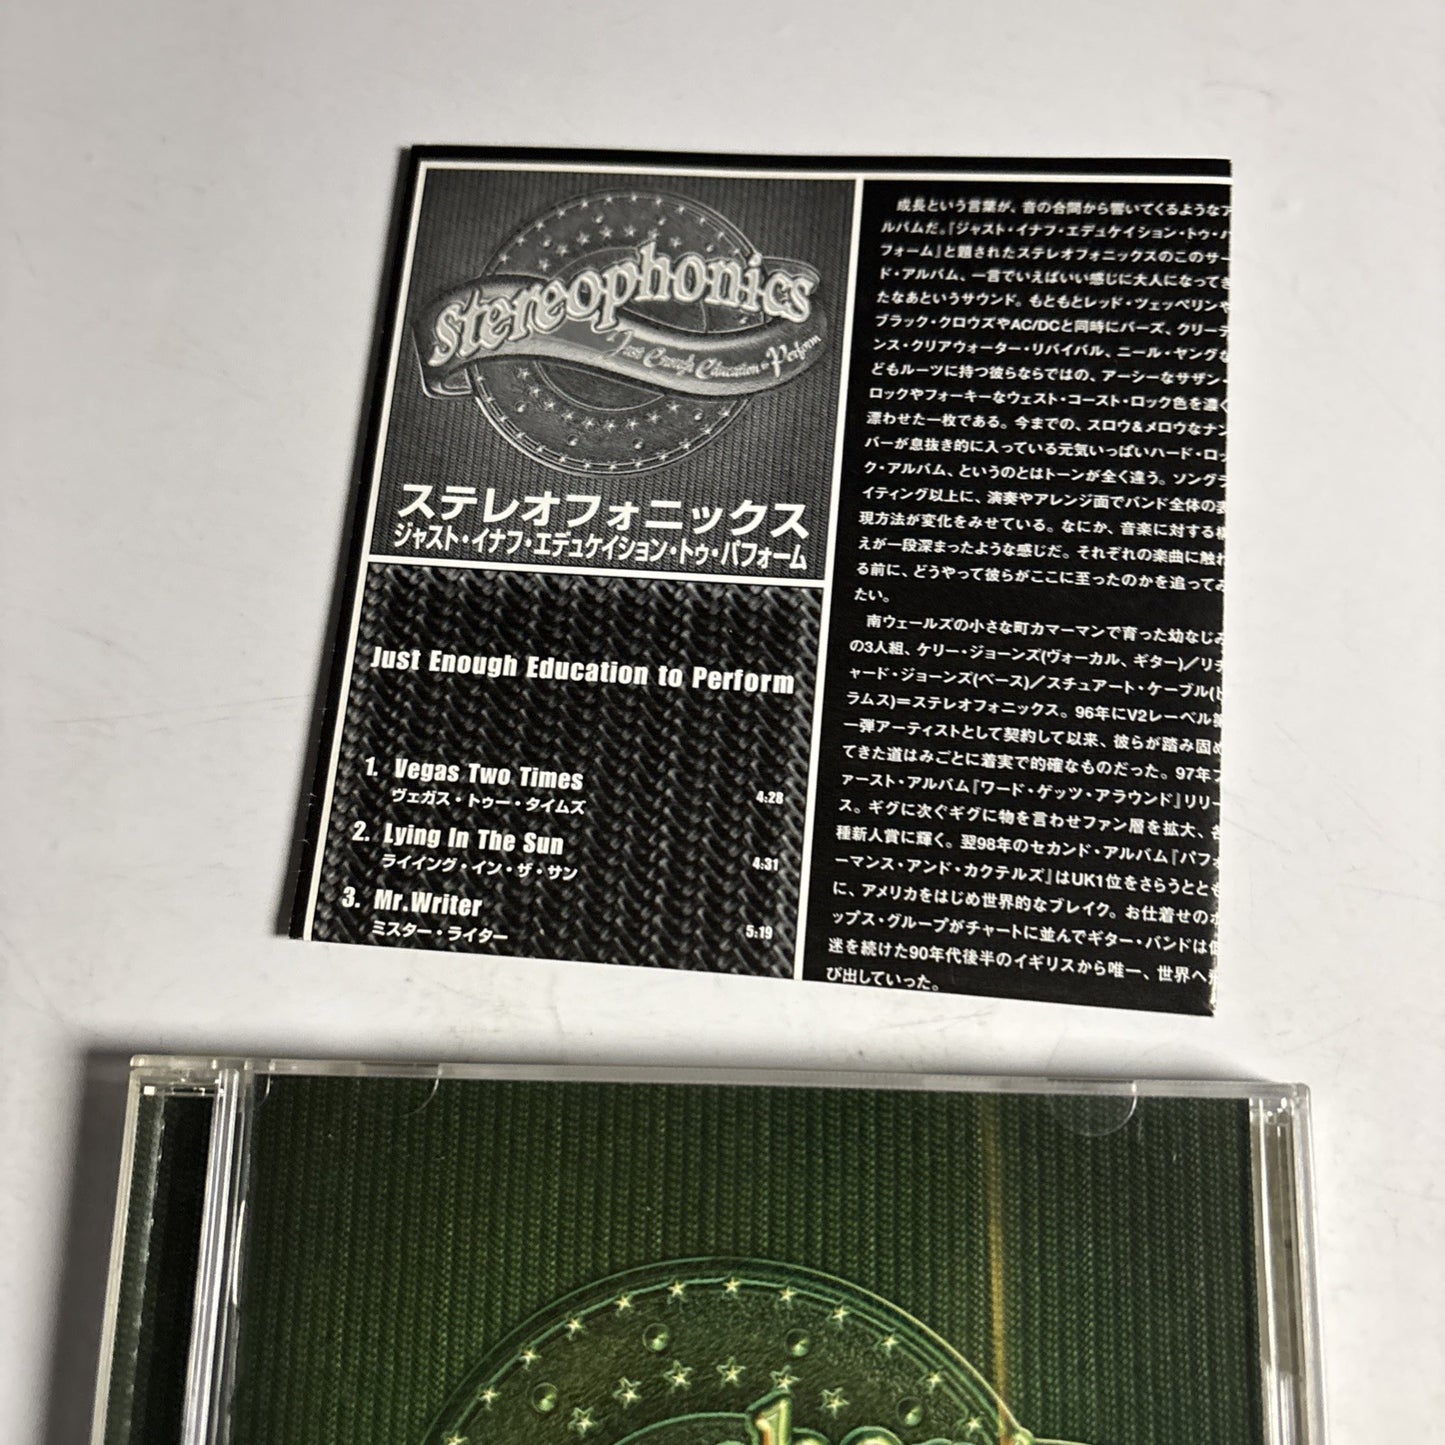 Stereophonics
Just Enough Education to Perform
ステレオフォニックス
ジャスト・イナフ・エデュケイション・トゥ・パフォーム
Just Enough Education to Perform
1. Vegas Two Times
ヴェガス・トゥー・タイムズ 4:28
2. Lying In The Sun
ライイング・イン・ザ・サン 4:31
3. Mr.Writer
ミスター・ライター 5:19
成長という言葉が、音の合間から響いてくるようなア
ルバムだ。『ジャスト・イナフ・エデュケイション・トゥ・パ
フォーム』と題されたステレオフォニックスのこのサー
ド・アルバム、一言でいえばいい感じに大人になってき
たなあというサウンド。もともとレッド・ツェッペリンや
ブラック・クロウズやAC/DCと同時にバーズ、クリーデ
ンス・クリアウォーター・リバイバル、ニール・ヤングな
どもルーツに持つ彼らならではの、アーシーなサザン・
ロックやフォーキーなウェスト・コースト・ロック色を濃く
漂わせた一枚である。今までの、スロウ&メロウなナン
バーが息抜き的に入っている元気いっぱいハード・ロッ
ク・アルバム、というのとはトーンが全く違う。ソングラ
イティング以上に、演奏やアレンジ面でバンド全体の表
現方法が変化をみせている。なにか、音楽に対する構
えが一段深まったような感じだ。それぞれの楽曲に触れ
る前に、どうやって彼らがここに至ったのかを追ってみ
たい。
南ウェールズの小さな町カマーマンで育った幼なじみ
の3人組、ケリー・ジョーンズ(ヴォーカル、ギター)／リチ
ャード・ジョーンズ(ベース)／スチュアート・ケーブル(ド
ラムス)＝ステレオフォニックス。96年にV2レーベル第
一弾アーティストとして契約して以来、彼らが踏み固め
てきた道はみごとに着実で的確なものだった。97年フ
ァースト・アルバム『ワード・ゲッツ・アラウンド』リリー
ス。ギグに次ぐギグに物を言わせファン層を拡大、各
種新人賞に輝く。翌98年のセカンド・アルバム『パフォ
ーマンス・アンド・カクテルズ』はUK1位をさらうととも
に、アメリカをはじめ世界的なブレイク。お仕着せのポ
ップス・グループがチャートに並んでギター・バンドは低
迷を続けた90年代後半のイギリスから唯一、世界へ飛
び出していった。